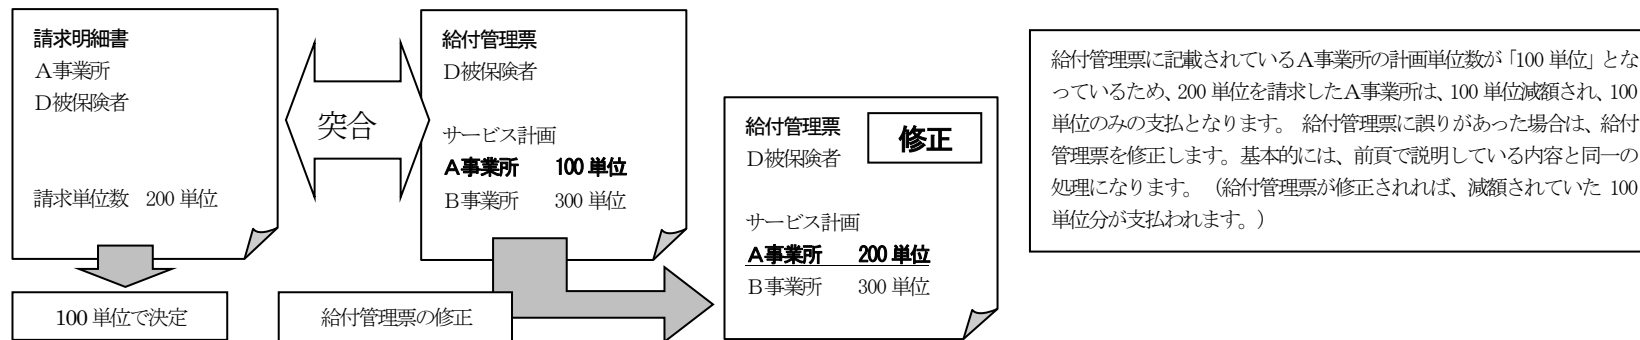 請求明細書
A事業所
D被保険者
請求単位数 200 単位
突合
給付管理票
D被保険者
サービス計画
A事業所 100 単位
B事業所 300 単位
100 単位で決定
給付管理票の修正
給付管理票
修正
D被保険者
サービス計画
A事業所 200 単位
B事業所 300 単位
給付管理票に記載されているA事業所の計画単位数が「100 単位」とな
っているため、200 単位を請求したA事業所は、100 単位減額され、100
単位のみの支払となります。 給付管理票に誤りがあった場合は、給付
管理票を修正します。基本的には、前頁で説明している内容と同一の
処理になります。 (給付管理票が修正されれば、減額されていた 100
単位分が支払われます。)